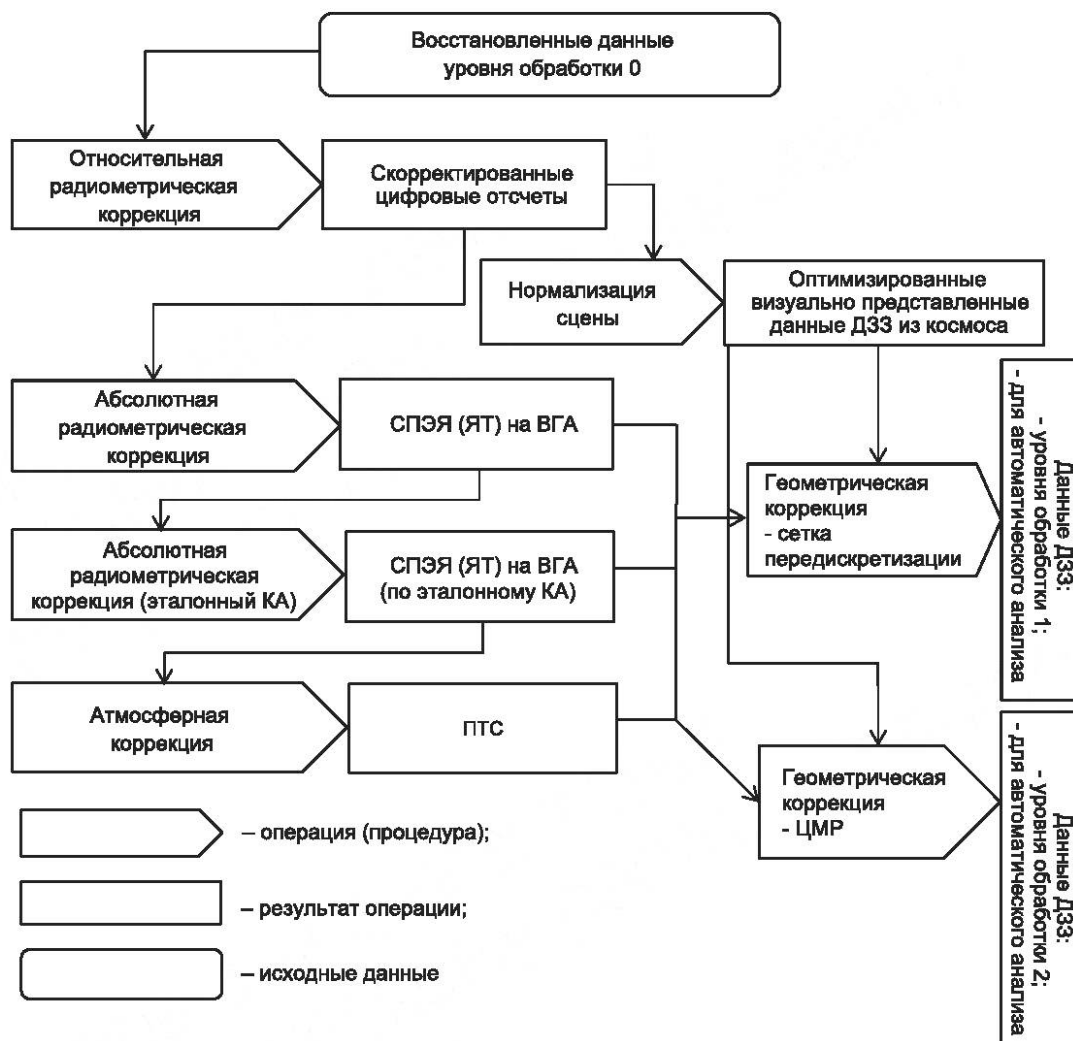 Восстановленные данные
уровня обработки 0
Относительная
радиометрическая
коррекция
Скорректированные
цифровые отсчеты
Нормализация
сцены
Оптимизированные
визуально представленные
данные ДЗЗ из космоса
Абсолютная
радиометрическая
коррекция
СПЭЯ (ЯТ) на ВГА
Геометрическая
коррекция
- сетка
передискретизации
Данные ДЗЗ:
- уровня обработки 1;
- для автоматического анализа
Абсолютная
радиометрическая
коррекция (эталонный КА)
СПЭЯ (ЯТ) на ВГА
(по эталонному КА)
Атмосферная
коррекция
ПТС
Геометрическая
коррекция
- ЦМР
Данные ДЗЗ:
- уровня обработки 2;
- для автоматического анализа
– операция (процедура);
– результат операции;
– исходные данные